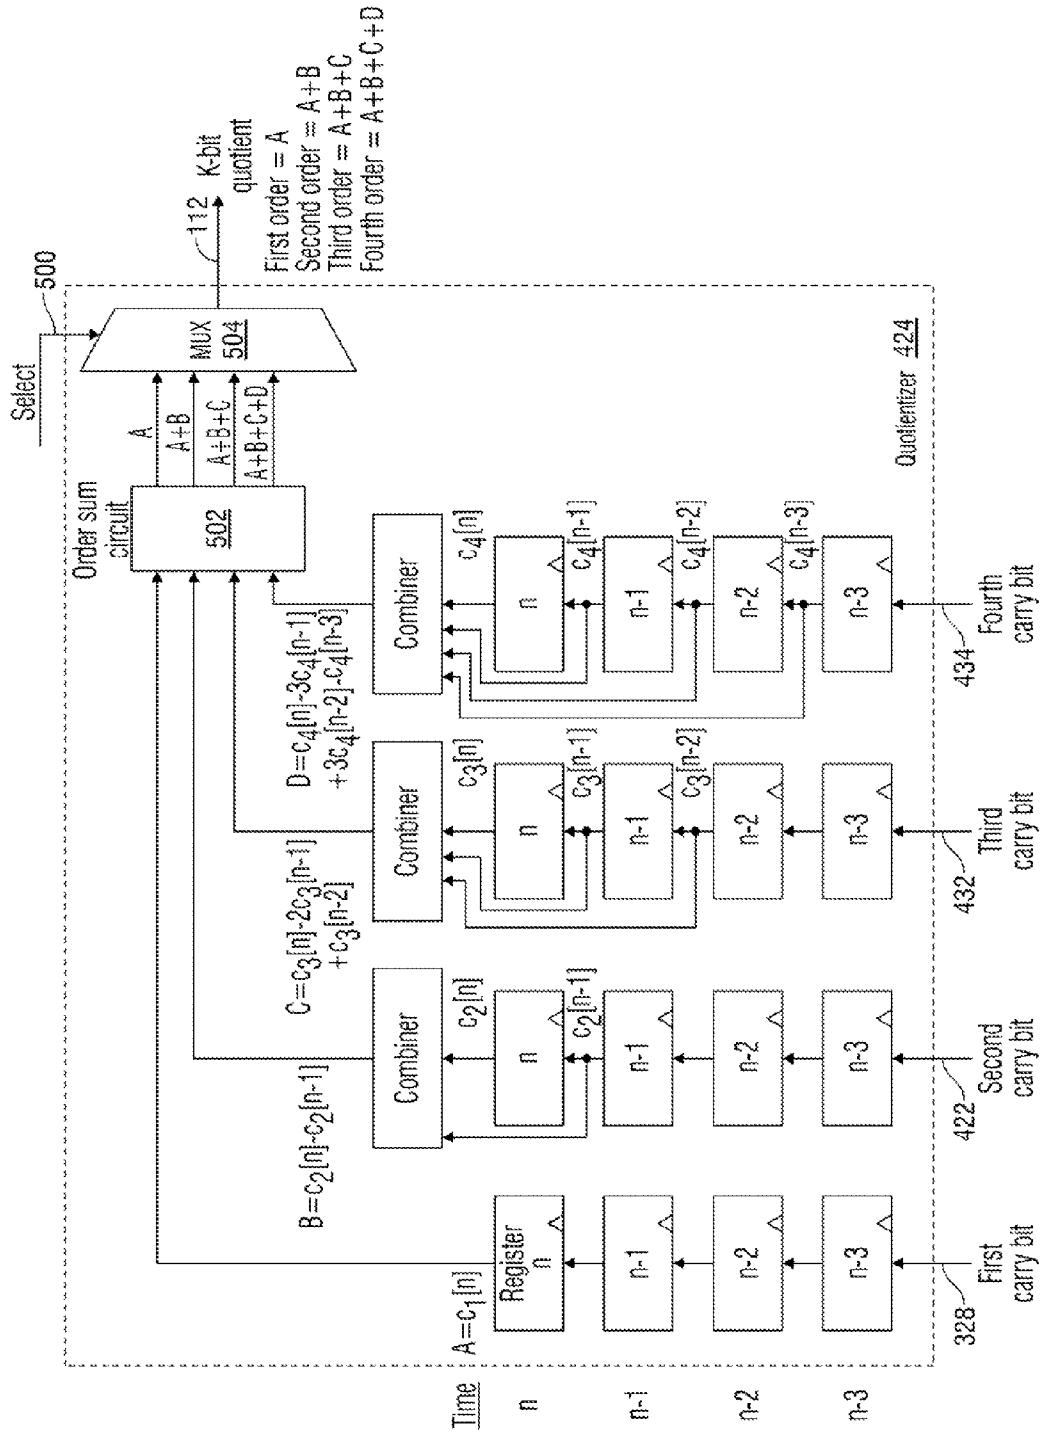 Select
500
Order sum
circuit
502
A
A+B
A+B+C
A+B+C+D
MUX
504
112
K-bit
quotient
First order = A
Second order = A+B
Third order = A+B+C
Fourth order = A+B+C+D
B=c2[n]-c2[n-1]
C=c3[n]-2c3[n-1]
+c3[n-2]
D=c4[n]-3c4[n-1]
+3c4[n-2]-c4[n-3]
Combiner
Combiner
Combiner
Time
A=c1[n]
c2[n]
c3[n]
c4[n]
n
Register
n
n
n
n
c2[n-1]
c3[n-1]
c4[n-1]
n-1
n-1
n-1
n-1
n-1
c3[n-2]
c4[n-2]
n-2
n-2
n-2
n-2
n-2
c4[n-3]
n-3
n-3
n-3
n-3
n-3
Quotientizer 424
328
422
432
434
First
carry bit
Second
carry bit
Third
carry bit
Fourth
carry bit